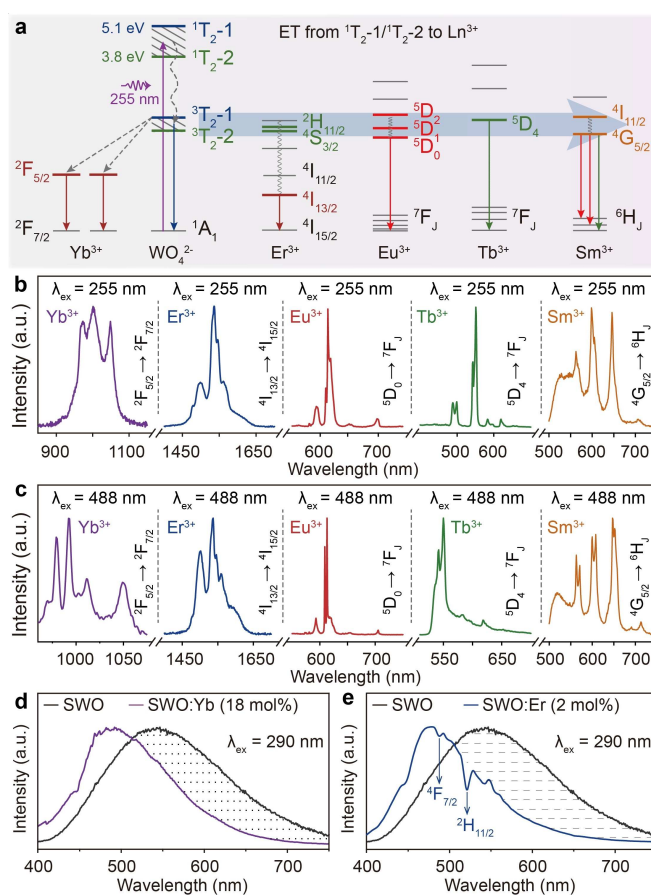 a
ET from ¹T₂-1/¹T₂-2 to Ln³⁺
5.1 eV ¹T₂-1
3.8 eV ¹T₂-2
255 nm
³T₂-1
³T₂-2
²F₅/₂
²F₇/₂
¹A₁
²H₁₁/₂
⁴S₃/₂
⁴I₁₁/₂
⁴I₁₃/₂
⁴I₁₅/₂
⁵D₂
⁵D₁
⁵D₀
⁷F_J
⁵D₄
⁷F_J
⁴I₁₁/₂
⁴G₅/₂
⁶H_J
Yb³⁺ WO₄²⁻ Er³⁺ Eu³⁺ Tb³⁺ Sm³⁺
b
λex = 255 nm λex = 255 nm λex = 255 nm λex = 255 nm λex = 255 nm
Yb³⁺ Er³⁺ Eu³⁺ Tb³⁺ Sm³⁺
²F₅/₂→²F₇/₂ ⁴I₁₃/₂→⁴I₁₅/₂ ⁵D₀→⁷F_J ⁵D₄→⁷F_J ⁴G₅/₂→⁶H_J
Intensity (a.u.)
900 1100 1450 1650 600 700 500 600 500 600 700
Wavelength (nm)
c
λex = 488 nm λex = 488 nm λex = 488 nm λex = 488 nm λex = 488 nm
Yb³⁺ Er³⁺ Eu³⁺ Tb³⁺ Sm³⁺
²F₅/₂→²F₇/₂ ⁴I₁₃/₂→⁴I₁₅/₂ ⁵D₀→⁷F_J ⁵D₄→⁷F_J ⁴G₅/₂→⁶H_J
Intensity (a.u.)
1000 1050 1450 1650 600 700 550 650 500 600 700
Wavelength (nm)
d
SWO SWO:Yb (18 mol%)
λex = 290 nm
Intensity (a.u.)
400 500 600 700
Wavelength (nm)
e
SWO SWO:Er (2 mol%)
λex = 290 nm
⁴F₇/₂
²H₁₁/₂
Intensity (a.u.)
400 500 600 700
Wavelength (nm)